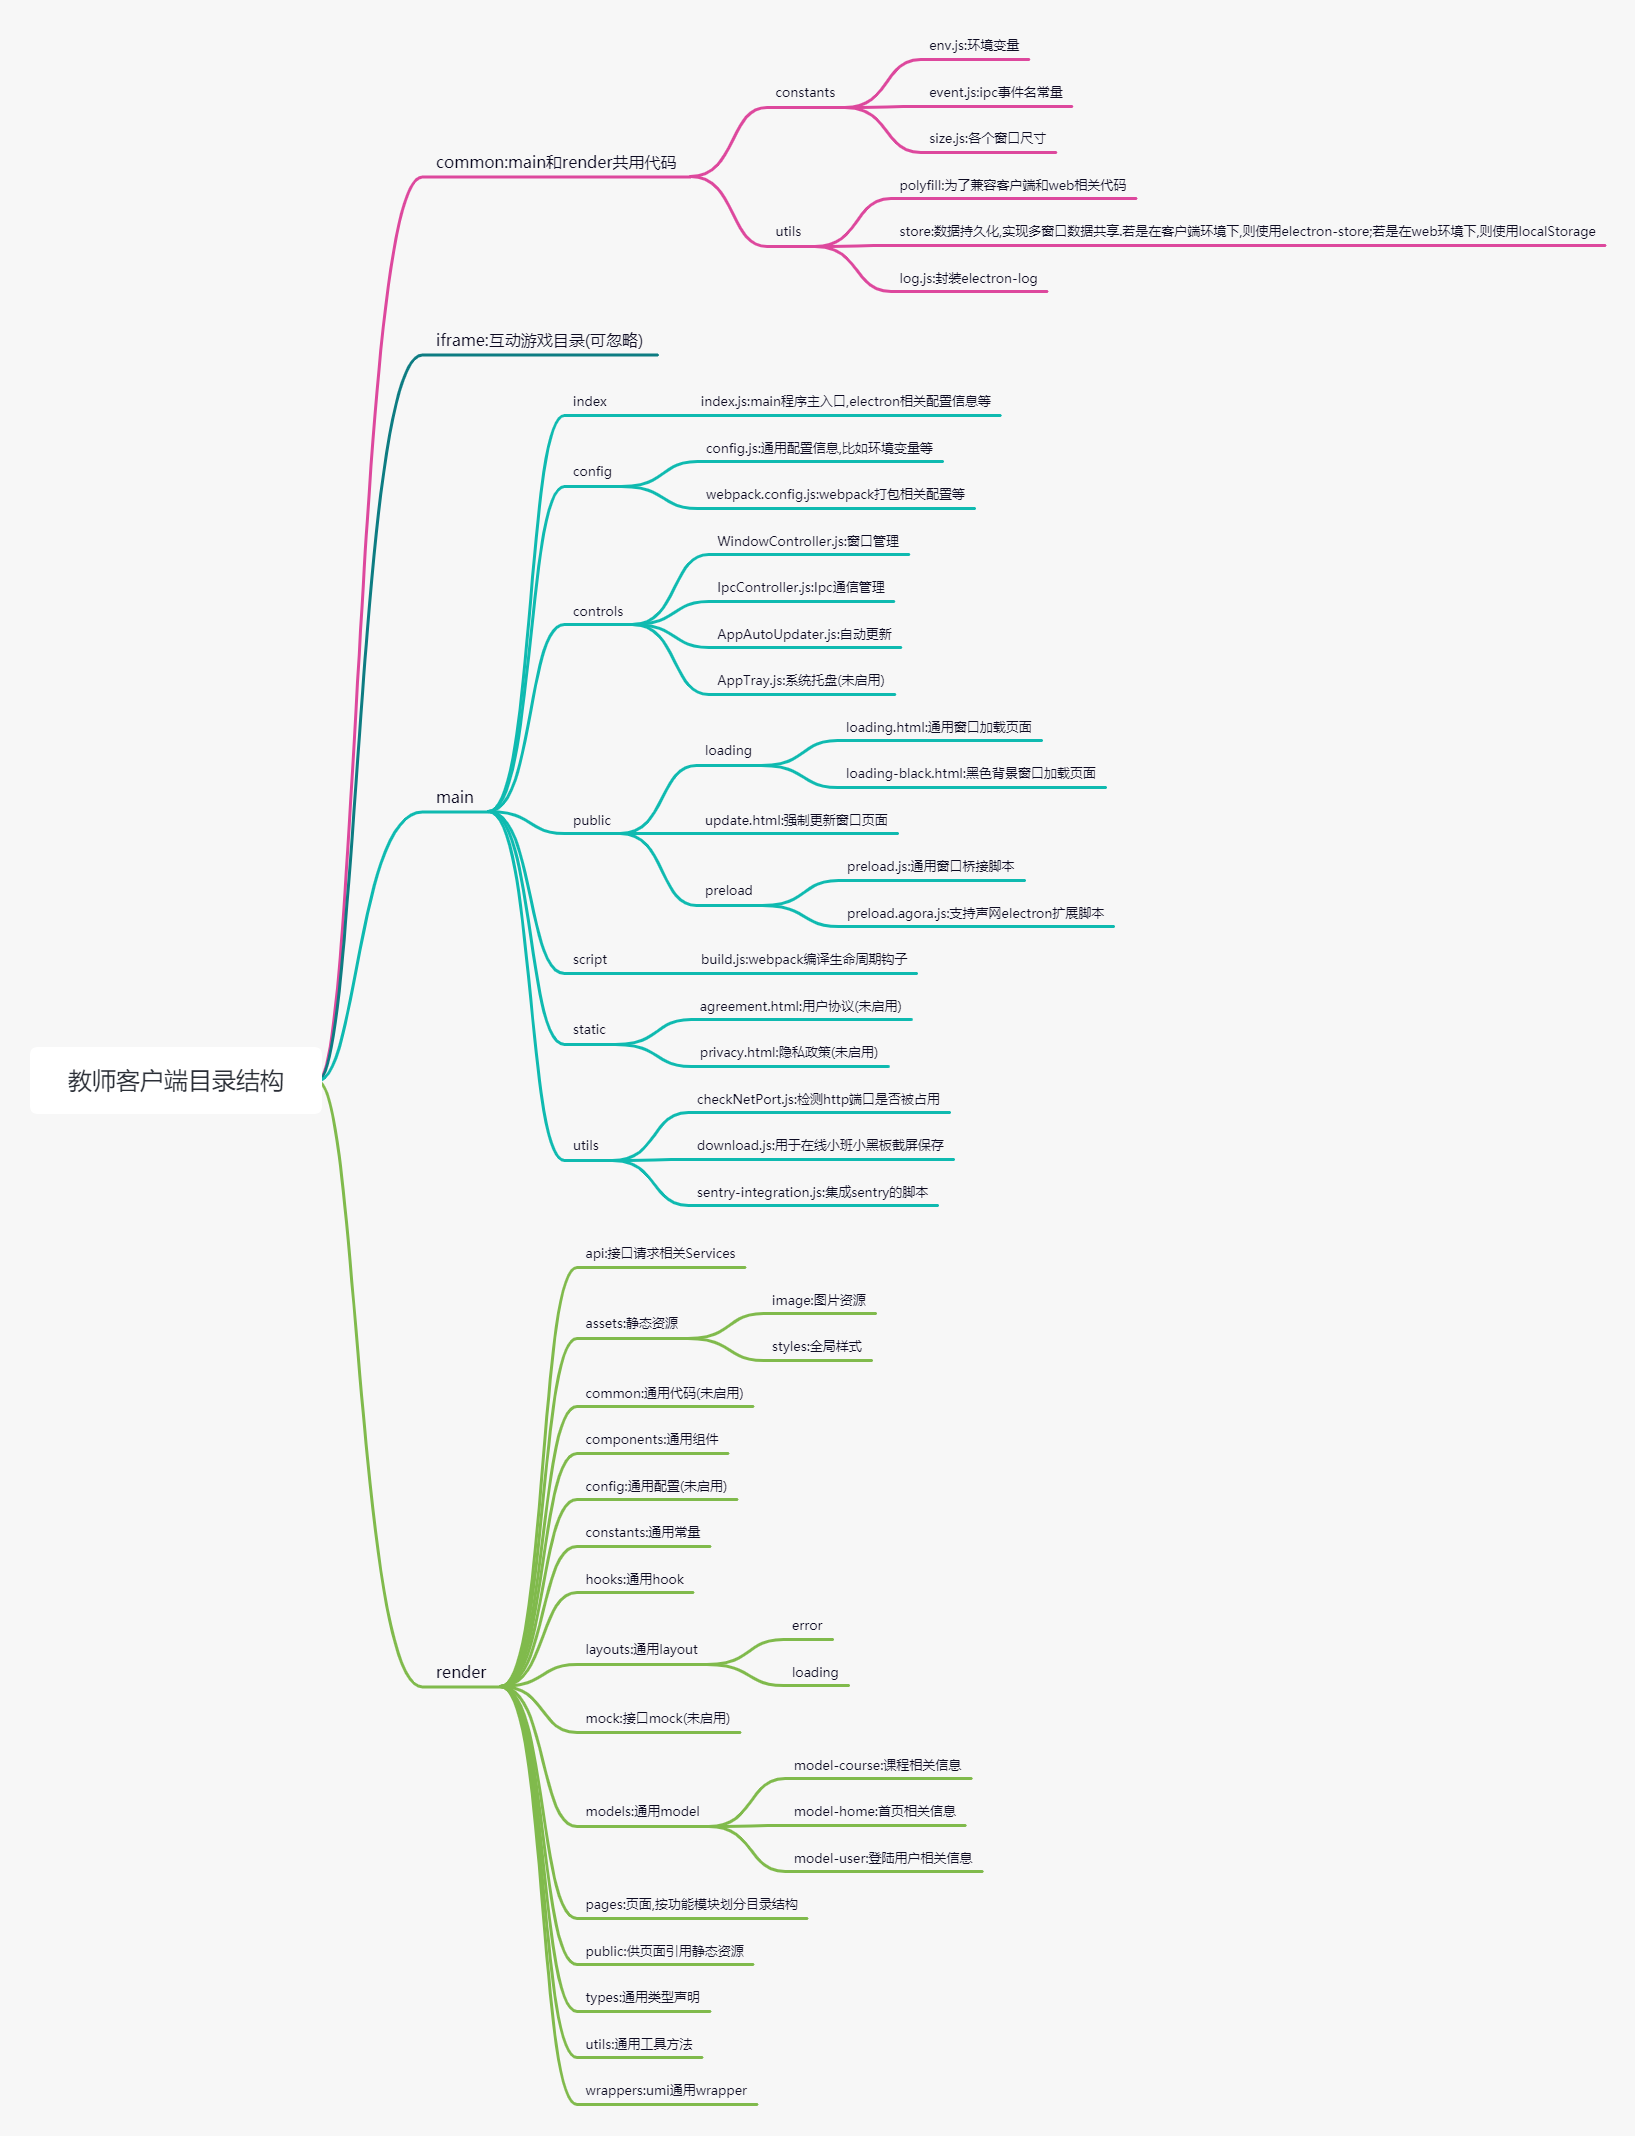 env.js:环境变量
constants
event.js:ipc事件名常量
size.js:各个窗口尺寸
common:main和render共用代码
polyfill:为了兼容客户端和web相关代码
utils
store:数据持久化,实现多窗口数据共享.若是在客户端环境下,则使用electron-store;若是在web环境下,则使用localStorage
log.js:封装electron-log
iframe:互动游戏目录(可忽略)
index
index.js:main程序主入口,electron相关配置信息等
config.js:通用配置信息,比如环境变量等
config
webpack.config.js:webpack打包相关配置等
WindowController.js:窗口管理
IpcController.js:Ipc通信管理
controls
AppAutoUpdater.js:自动更新
AppTray.js:系统托盘(未启用)
loading.html:通用窗口加载页面
loading
loading-black.html:黑色背景窗口加载页面
main
public
update.html:强制更新窗口页面
preload.js:通用窗口桥接脚本
preload
preload.agora.js:支持声网electron扩展脚本
script
build.js:webpack编译生命周期钩子
agreement.html:用户协议(未启用)
static
privacy.html:隐私政策(未启用)
教师客户端目录结构
checkNetPort.js:检测http端口是否被占用
utils
download.js:用于在线小班小黑板截屏保存
sentry-integration.js:集成sentry的脚本
api:接口请求相关Services
image:图片资源
assets:静态资源
styles:全局样式
common:通用代码(未启用)
components:通用组件
config:通用配置(未启用)
constants:通用常量
hooks:通用hook
error
layouts:通用layout
loading
render
mock:接口mock(未启用)
model-course:课程相关信息
models:通用model
model-home:首页相关信息
model-user:登陆用户相关信息
pages:页面,按功能模块划分目录结构
public:供页面引用静态资源
types:通用类型声明
utils:通用工具方法
wrappers:umi通用wrapper